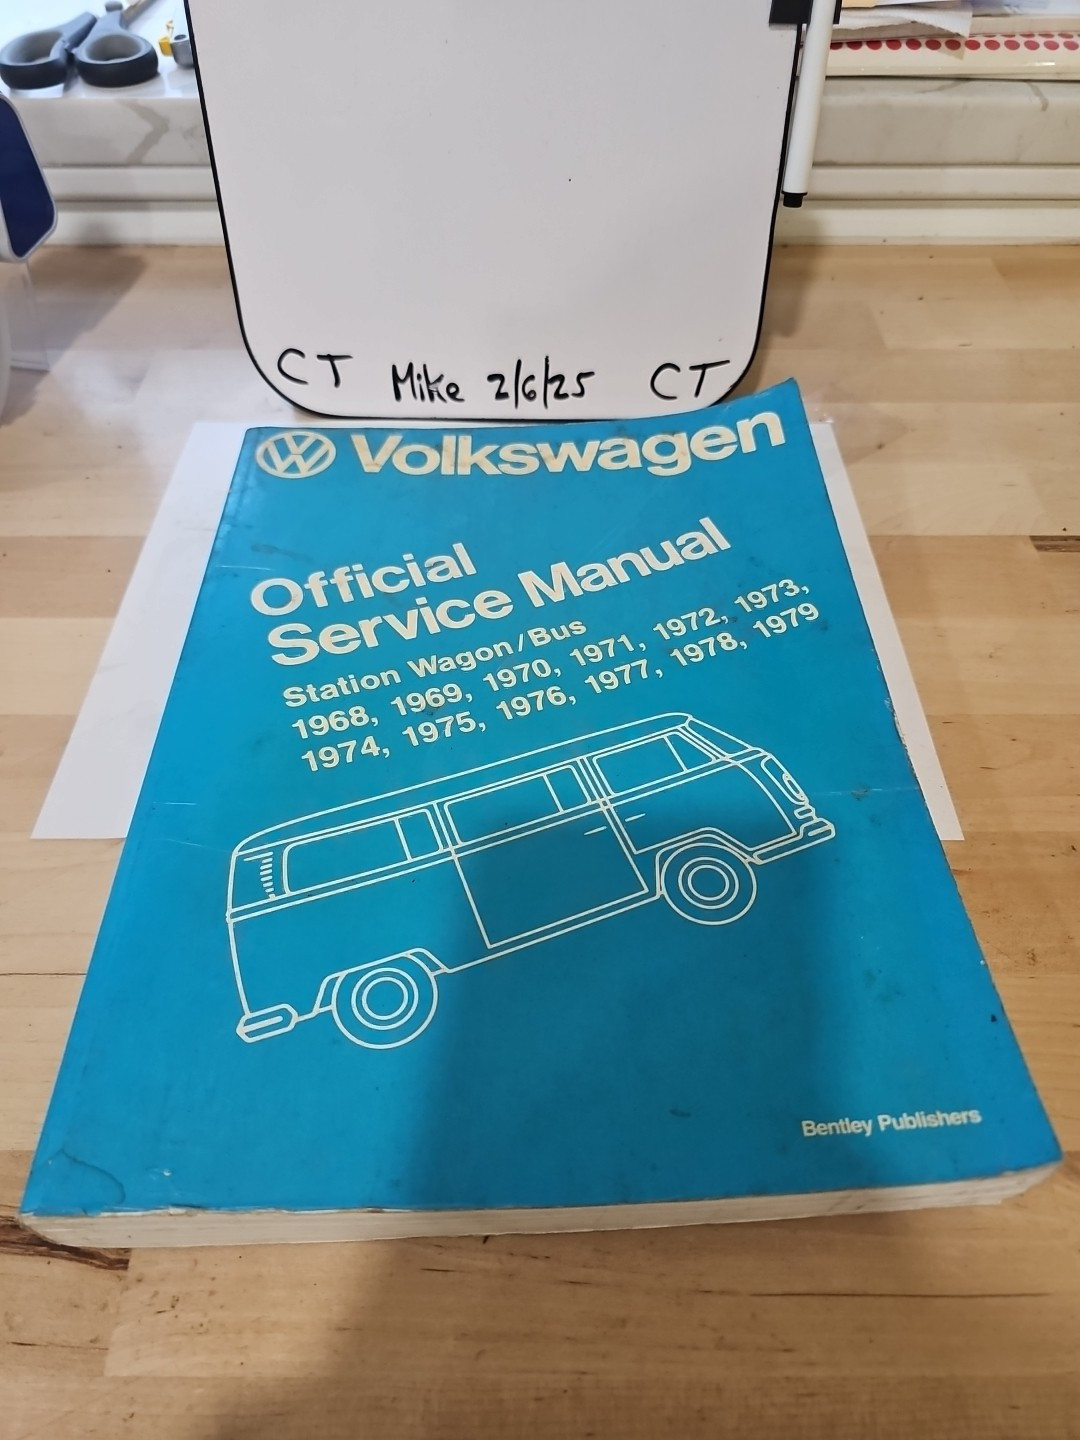 CT Mike 2/6/25 CT
Volkswagen
Official
Service Manual
Station Wagon/Bus
1968, 1969, 1970, 1971, 1972, 1973,
1974, 1975, 1976, 1977, 1978, 1979
Bentley Publishers